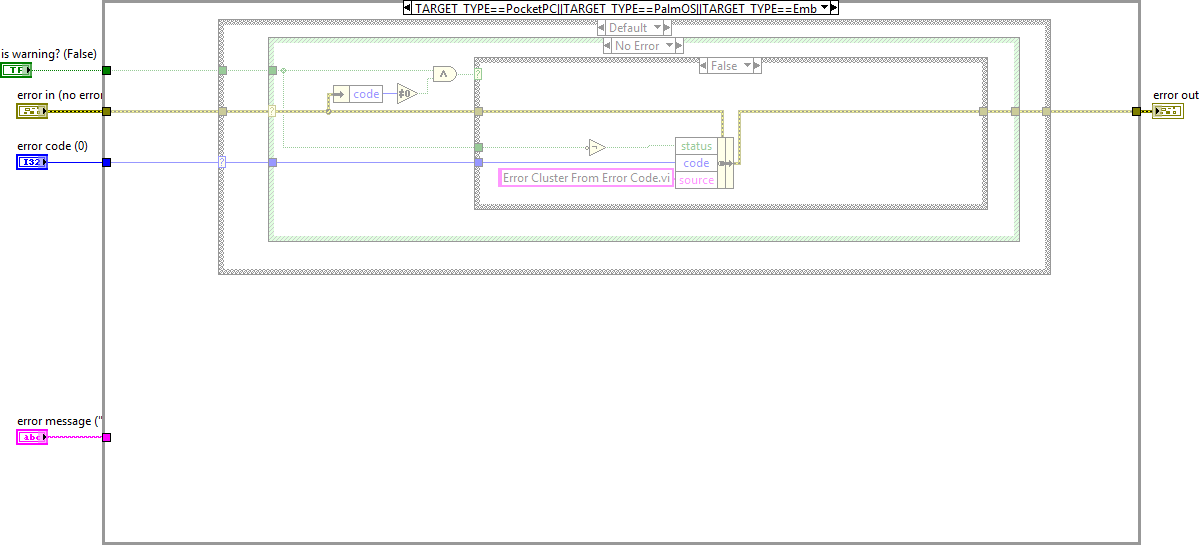 TARGET_TYPE==PocketPC||TARGET_TYPE==PalmOS||TARGET_TYPE==Emb
Default
No Error
is warning? (False)
TF
False
error in (no error
code
≠0
error out
error code (0)
I32
status
code
Error Cluster From Error Code.vi
source
error message ("
abc